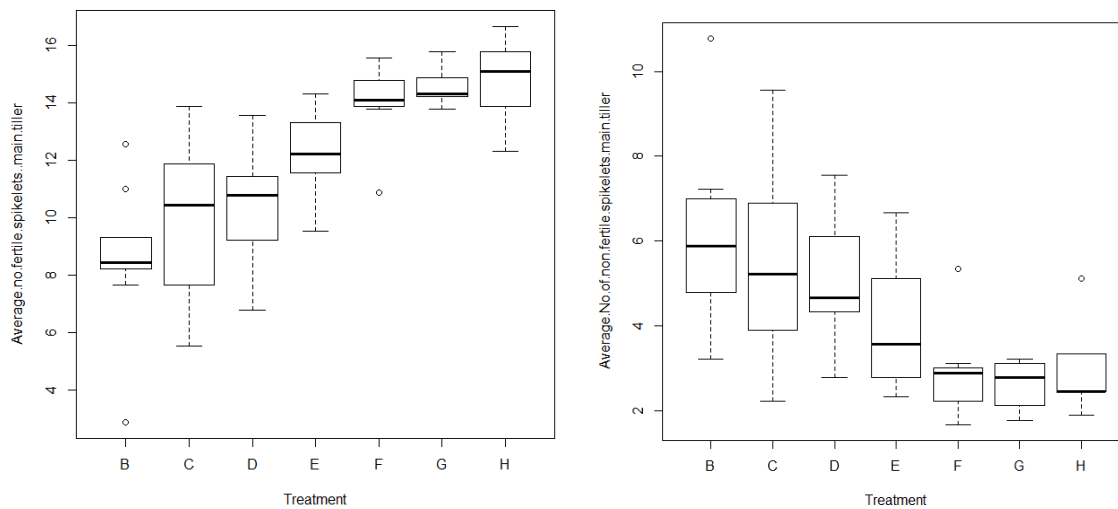 Average.no.fertile.spikelets..main.tiller
16
14
12
10
8
6
4
B C D E F G H
Treatment
Average.No.of.non.fertile.spikelets.main.tiller
10
8
6
4
2
B C D E F G H
Treatment